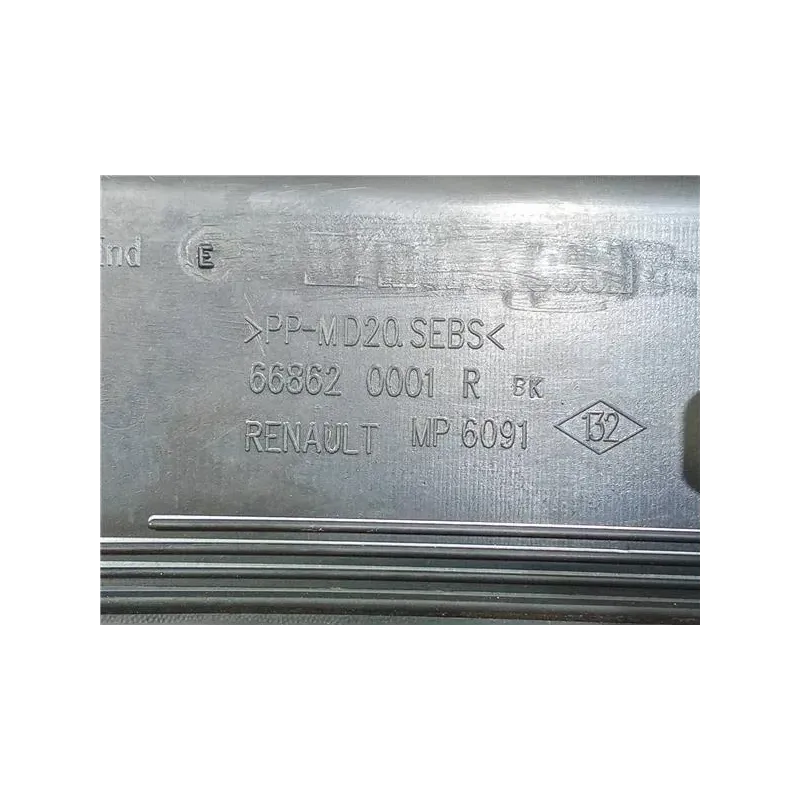 ind E
>PP-MD20.SEBS<
66862 0001 R BK
RENAULT MP 6091 132